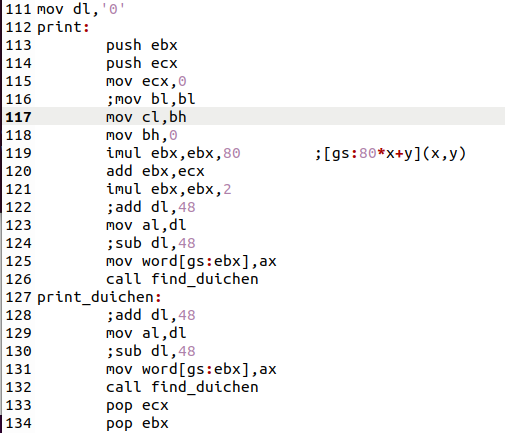 111 mov dl,'0'
112 print:
113 push ebx
114 push ecx
115 mov ecx,0
116 ;mov bl,bl
117 mov cl,bh
118 mov bh,0
119 imul ebx,ebx,80 ;[gs:80*x+y](x,y)
120 add ebx,ecx
121 imul ebx,ebx,2
122 ;add dl,48
123 mov al,dl
124 ;sub dl,48
125 mov word[gs:ebx],ax
126 call find_duichen
127 print_duichen:
128 ;add dl,48
129 mov al,dl
130 ;sub dl,48
131 mov word[gs:ebx],ax
132 call find_duichen
133 pop ecx
134 pop ebx